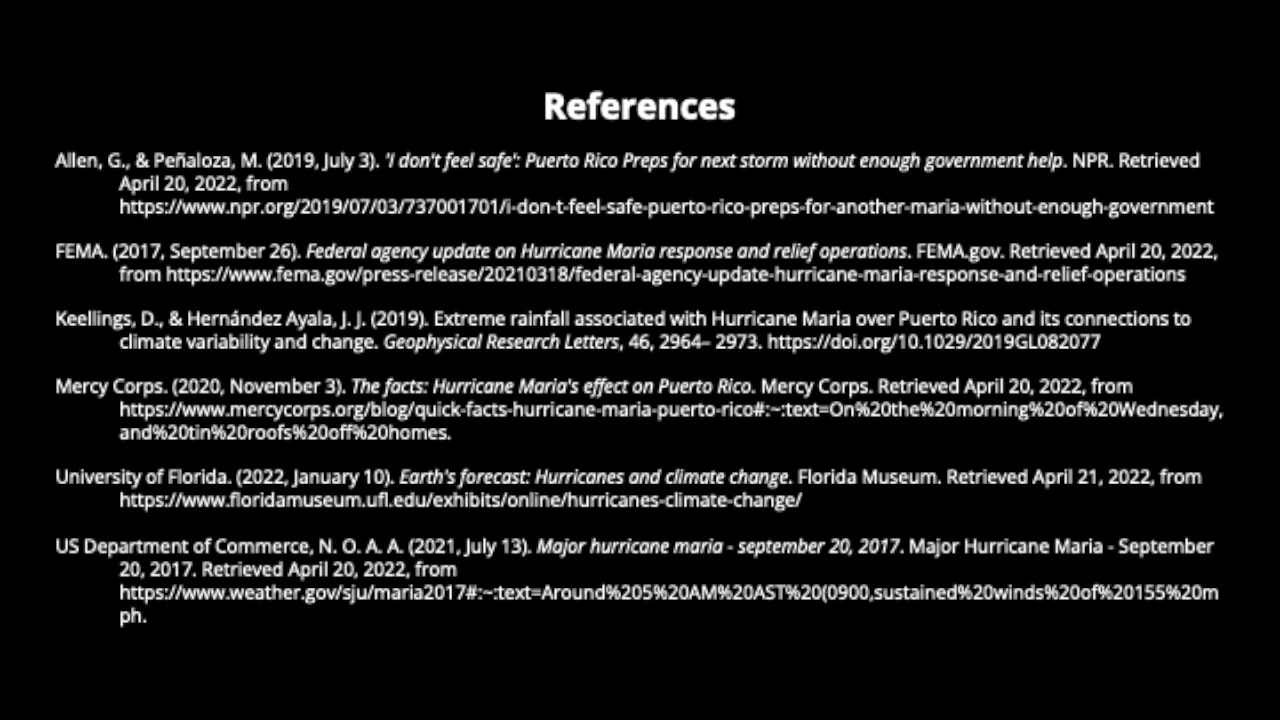 References
Allen, G., & Peñaloza, M. (2019, July 3). 'I don't feel safe': Puerto Rico Preps for next storm without enough government help. NPR. Retrieved
April 20, 2022, from
https://www.npr.org/2019/07/03/737001701/i-don-t-feel-safe-puerto-rico-preps-for-another-maria-without-enough-government
FEMA. (2017, September 26). Federal agency update on Hurricane Maria response and relief operations. FEMA.gov. Retrieved April 20, 2022,
from https://www.fema.gov/press-release/20210318/federal-agency-update-hurricane-maria-response-and-relief-operations
Keellings, D., & Hernández Ayala, J. J. (2019). Extreme rainfall associated with Hurricane Maria over Puerto Rico and its connections to
climate variability and change. Geophysical Research Letters, 46, 2964– 2973. https://doi.org/10.1029/2019GL082077
Mercy Corps. (2020, November 3). The facts: Hurricane Maria's effect on Puerto Rico. Mercy Corps. Retrieved April 20, 2022, from
https://www.mercycorps.org/blog/quick-facts-hurricane-maria-puerto-rico#:~:text=On%20the%20morning%20of%20Wednesday,
and%20tin%20roofs%20off%20homes.
University of Florida. (2022, January 10). Earth's forecast: Hurricanes and climate change. Florida Museum. Retrieved April 21, 2022, from
https://www.floridamuseum.ufl.edu/exhibits/online/hurricanes-climate-change/
US Department of Commerce, N. O. A. A. (2021, July 13). Major hurricane maria - september 20, 2017. Major Hurricane Maria - September
20, 2017. Retrieved April 20, 2022, from
https://www.weather.gov/sju/maria2017#:~:text=Around%205%20AM%20AST%20(0900,sustained%20winds%20of%20155%20m
ph.